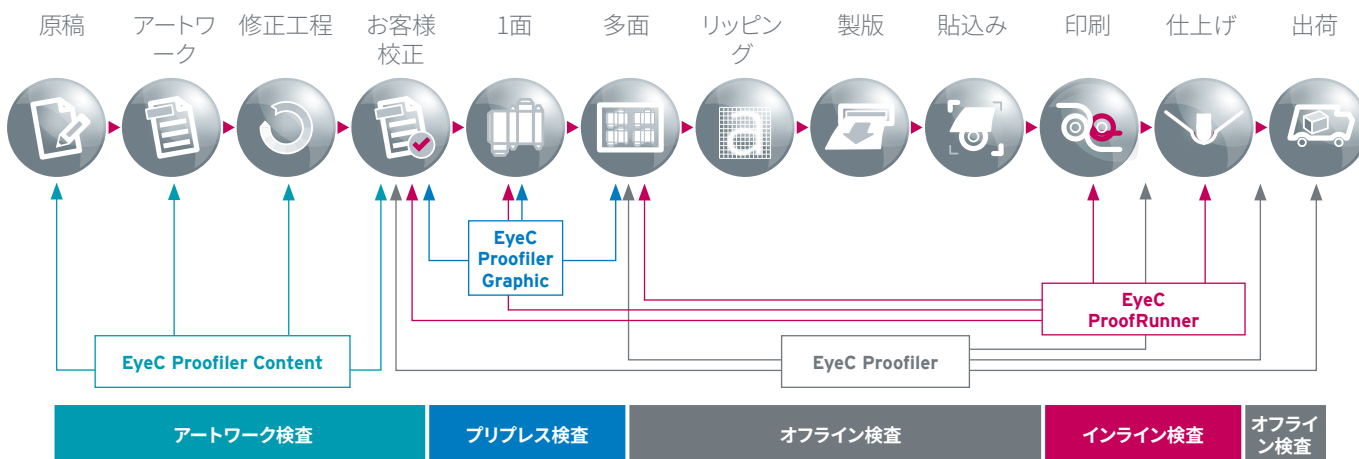 原稿
アートワ
ーク
修正工程
お客様
校正
1面
多面
リッピン
グ
製版
貼込み
印刷
仕上げ
出荷
a
EyeC
Proofiler
Graphic
EyeC
ProofRunner
EyeC Proofiler Content
EyeC Proofiler
アートワーク検査
プリプレス検査
オフライン検査
インライン検査
オフライ
ン検査